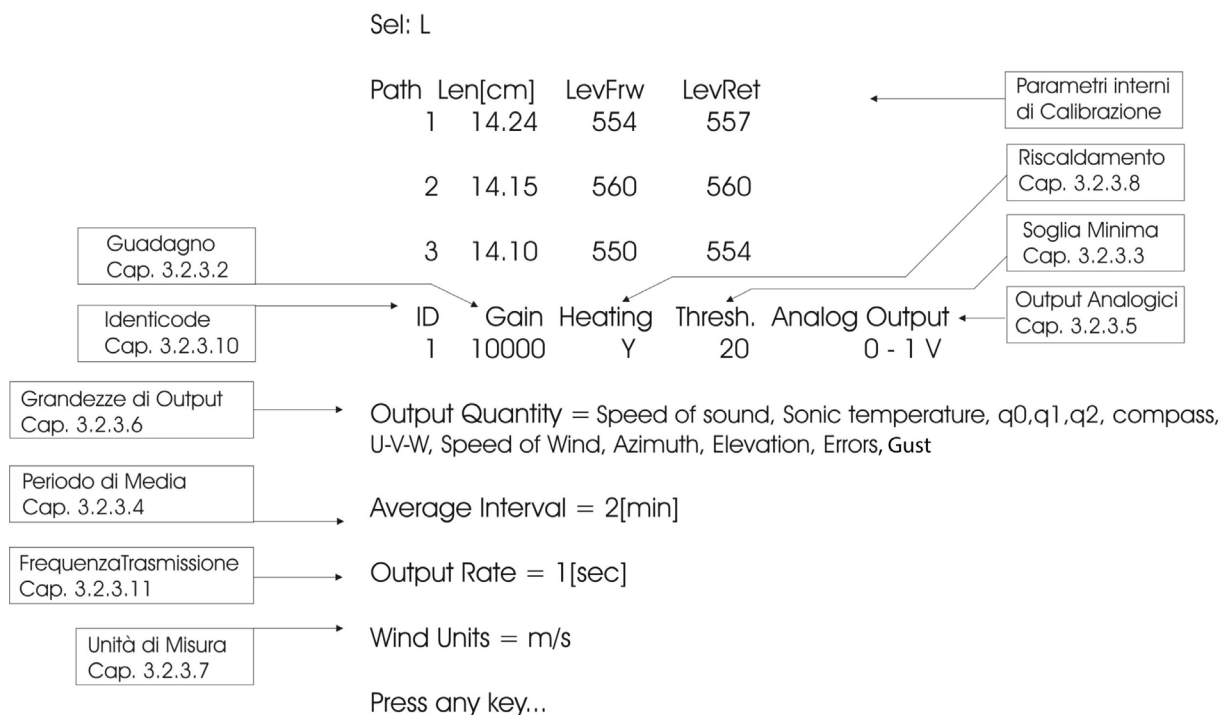 Sel: L
Path Len[cm] LevFrw LevRet
1 14.24 554 557
2 14.15 560 560
3 14.10 550 554
ID Gain Heating Thresh. Analog Output
1 10000 Y 20 0 - 1 V
Output Quantity = Speed of sound, Sonic temperature, q0,q1,q2, compass,
U-V-W, Speed of Wind, Azimuth, Elevation, Errors, Gust
Average Interval = 2[min]
Output Rate = 1[sec]
Wind Units = m/s
Press any key...
Parametri interni
di Calibrazione
Riscaldamento
Cap. 3.2.3.8
Soglia Minima
Cap. 3.2.3.3
Output Analogici
Cap. 3.2.3.5
Guadagno
Cap. 3.2.3.2
Identicode
Cap. 3.2.3.10
Grandezze di Output
Cap. 3.2.3.6
Periodo di Media
Cap. 3.2.3.4
FrequenzaTrasmissione
Cap. 3.2.3.11
Unità di Misura
Cap. 3.2.3.7